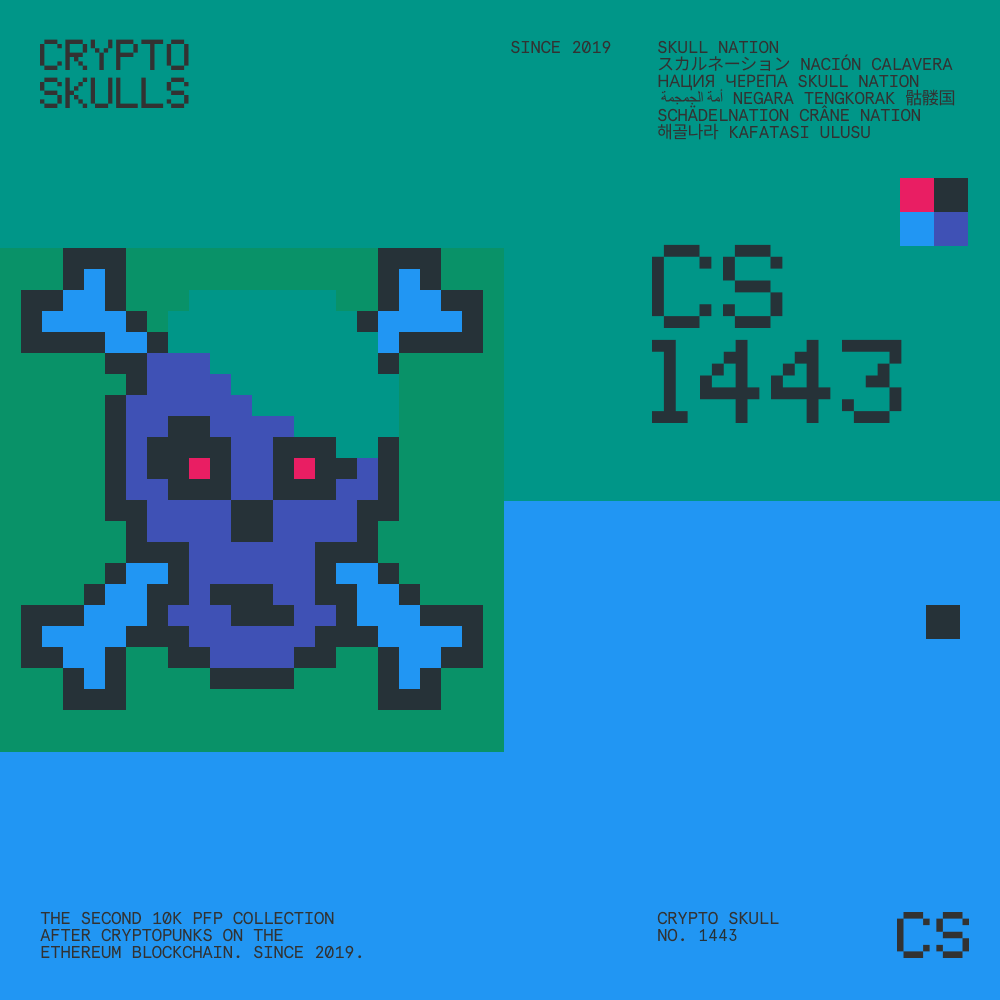 CRYPTO
SKULLS
SINCE 2019
SKULL NATION
スカルネーション NACIÓN CALAVERA
НАЦИЯ ЧЕРЕПА SKULL NATION
أمة الجمجمة NEGARA TENGKORAK 骷髅国
SCHÄDELNATION CRÂNE NATION
해골나라 KAFATASI ULUSU
CS
1443
THE SECOND 10K PFP COLLECTION
AFTER CRYPTOPUNKS ON THE
ETHEREUM BLOCKCHAIN. SINCE 2019.
CRYPTO SKULL
NO. 1443
CS